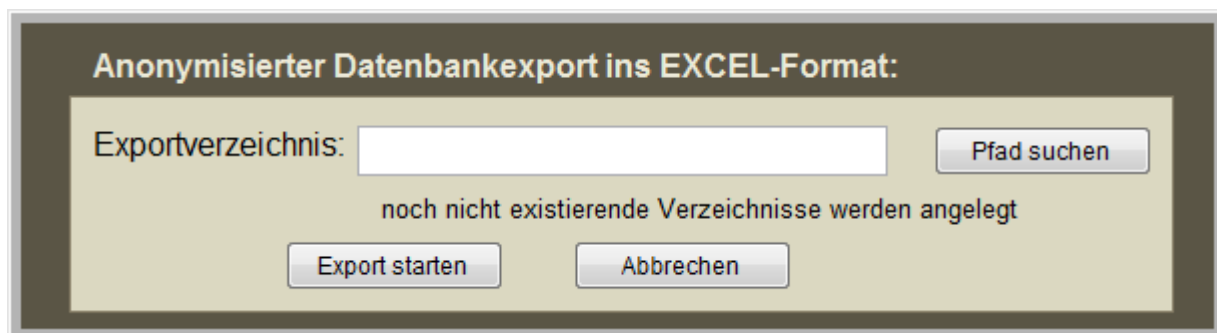 Anonymisierter Datenbankexport ins EXCEL-Format:
Exportverzeichnis: Pfad suchen
noch nicht existierende Verzeichnisse werden angelegt
Export starten Abbrechen